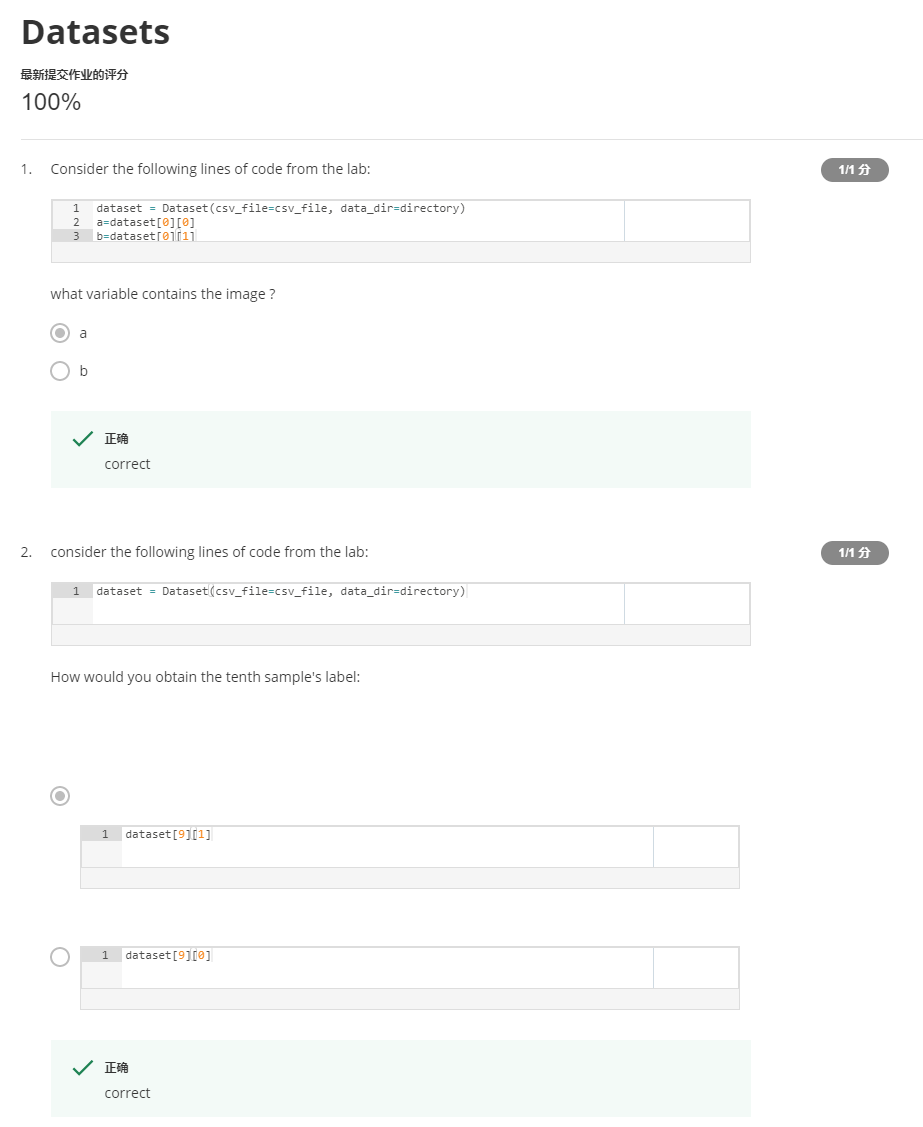 Datasets
最新提交作业的评分
100%
1. Consider the following lines of code from the lab:
1/1 分
1 dataset = Dataset(csv_file=csv_file, data_dir=directory)
2 a=dataset[0][0]
3 b=dataset[0][1]
what variable contains the image ?
a
b
正确
correct
2. consider the following lines of code from the lab:
1/1 分
1 dataset = Dataset(csv_file=csv_file, data_dir=directory)
How would you obtain the tenth sample's label:
1 dataset[9][1]
1 dataset[9][0]
正确
correct